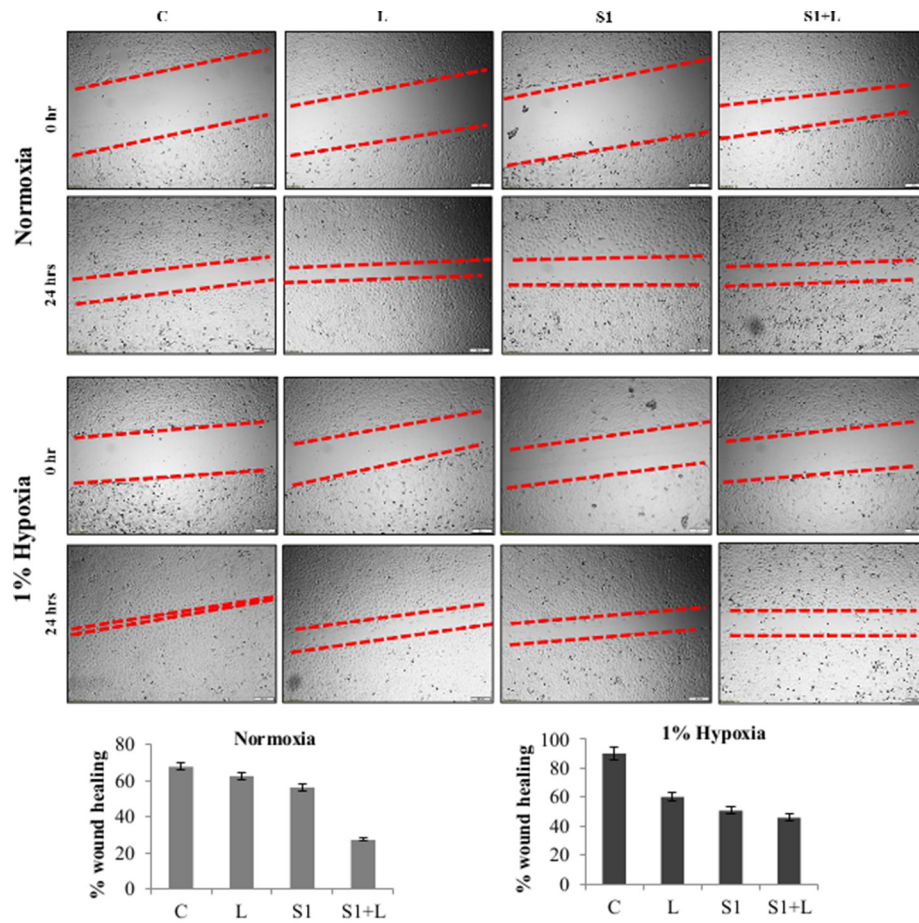 C L S1 S1+L
Normoxia
0 hr
24 hrs
1% Hypoxia
0 hr
24 hrs
Normoxia
% wound healing
80
60
40
20
0
C L S1 S1+L
1% Hypoxia
% wound healing
100
80
60
40
20
0
C L S1 S1+L